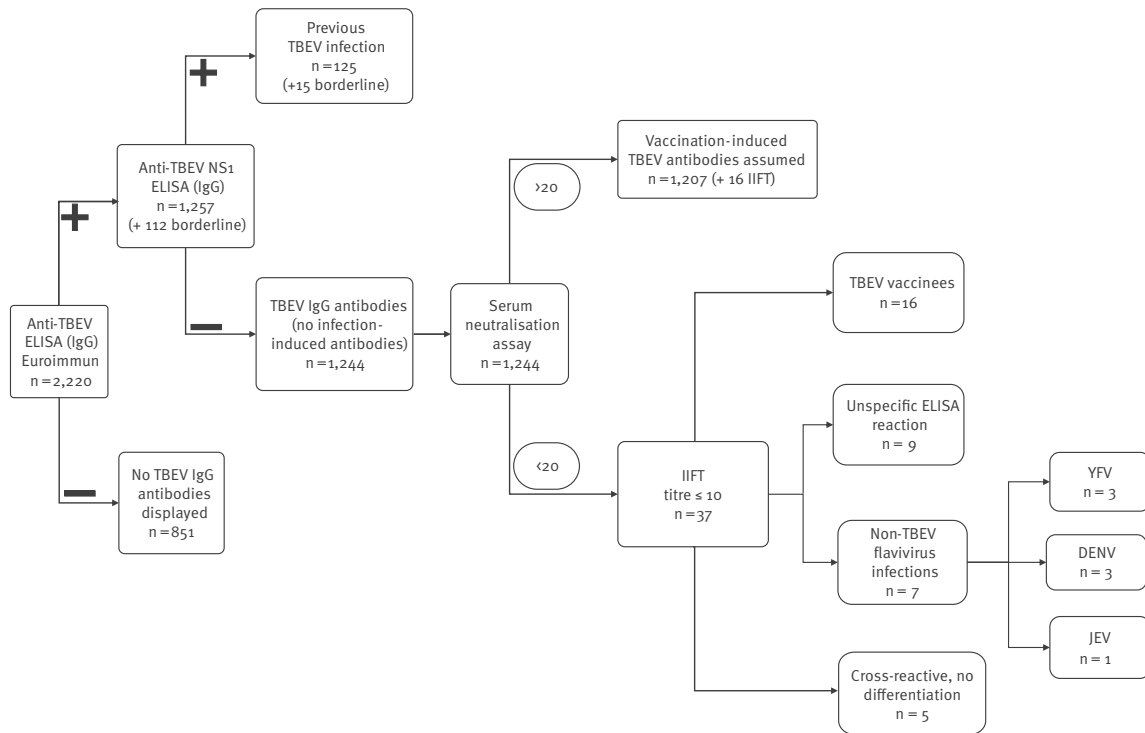 Previous
TBEV infection
n=125
(+15 borderline)
Anti-TBEV NS1
ELISA (IgG)
n=1,257
(+ 112 borderline)
+
+
Anti-TBEV
ELISA (IgG)
Euroimmun
n=2,220
−
No TBEV IgG
antibodies
displayed
n=851
−
TBEV IgG antibodies
(no infection-
induced antibodies)
n=1,244
Serum
neutralisation
assay
n=1,244
>20
Vaccination-induced
TBEV antibodies assumed
n=1,207 (+ 16 IIFT)
<20
IIFT
titre ≤ 10
n=37
TBEV vaccinees
n=16
Unspecific ELISA
reaction
n = 9
Non-TBEV
flavivirus
infections
n = 7
YFV
n = 3
DENV
n = 3
JEV
n = 1
Cross-reactive, no
differentiation
n = 5